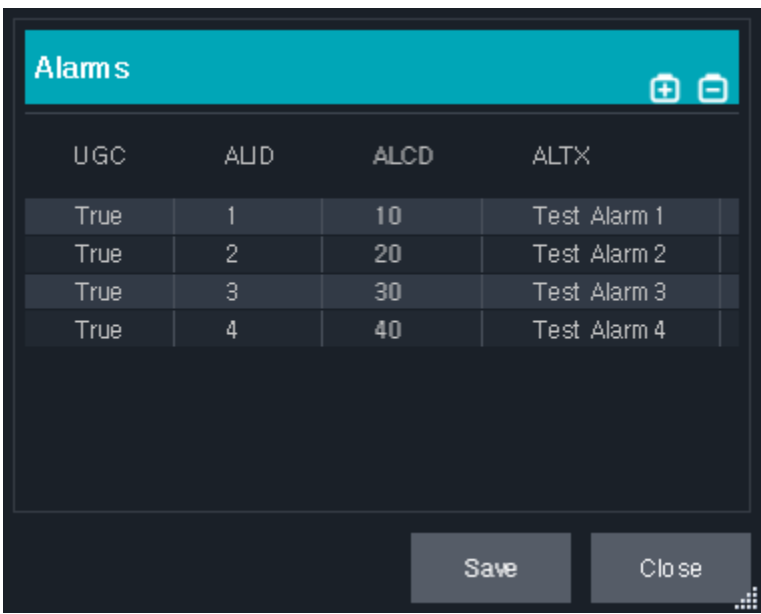 Alarms
UGC ALID ALCD ALTX
True 1 10 Test Alarm 1
True 2 20 Test Alarm 2
True 3 30 Test Alarm 3
True 4 40 Test Alarm 4
Save Close